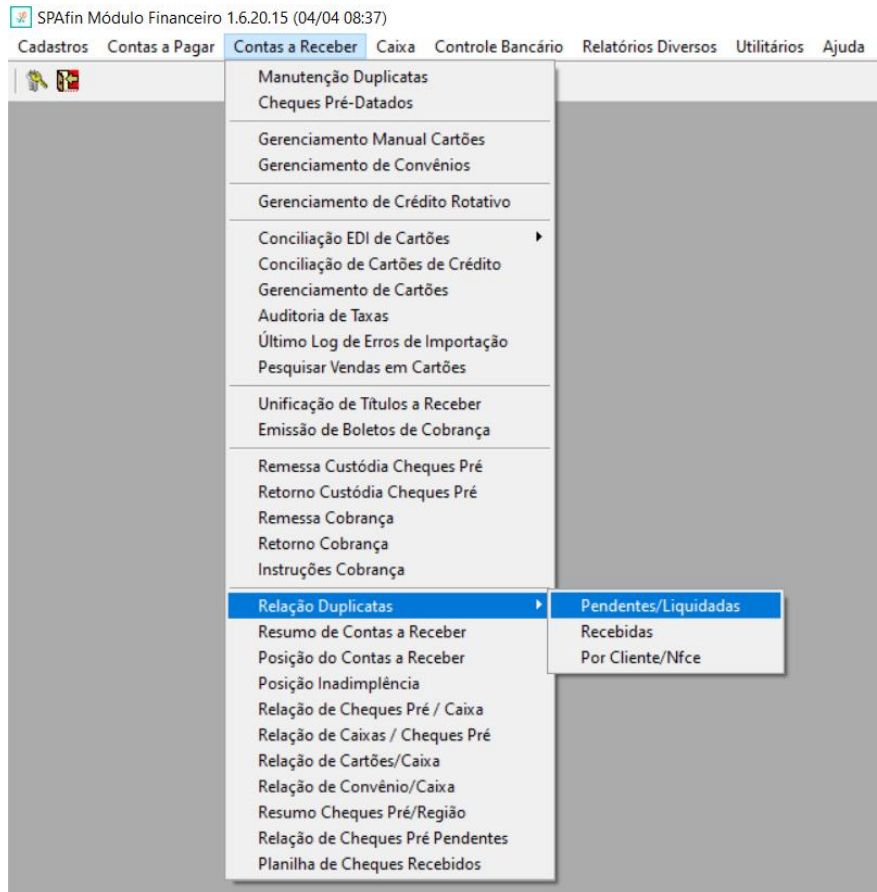 SPAfin Módulo Financeiro 1.6.20.15 (04/04 08:37)
Cadastros Contas a Pagar Contas a Receber Caixa Controle Bancário Relatórios Diversos Utilitários Ajuda
Manutenção Duplicatas
Cheques Pré-Datados
Gerenciamento Manual Cartões
Gerenciamento de Convênios
Gerenciamento de Crédito Rotativo
Conciliação EDI de Cartões
Conciliação de Cartões de Crédito
Gerenciamento de Cartões
Auditoria de Taxas
Último Log de Erros de Importação
Pesquisar Vendas em Cartões
Unificação de Títulos a Receber
Emissão de Boletos de Cobrança
Remessa Custódia Cheques Pré
Retorno Custódia Cheques Pré
Remessa Cobrança
Retorno Cobrança
Instruções Cobrança
Relação Duplicatas
Pendentes/Liquidadas
Resumo de Contas a Receber
Recebidas
Posição do Contas a Receber
Por Cliente/Nfce
Posição Inadimplência
Relação de Cheques Pré / Caixa
Relação de Caixas / Cheques Pré
Relação de Cartões/Caixa
Relação de Convênio/Caixa
Resumo Cheques Pré/Região
Relação de Cheques Pré Pendentes
Planilha de Cheques Recebidos